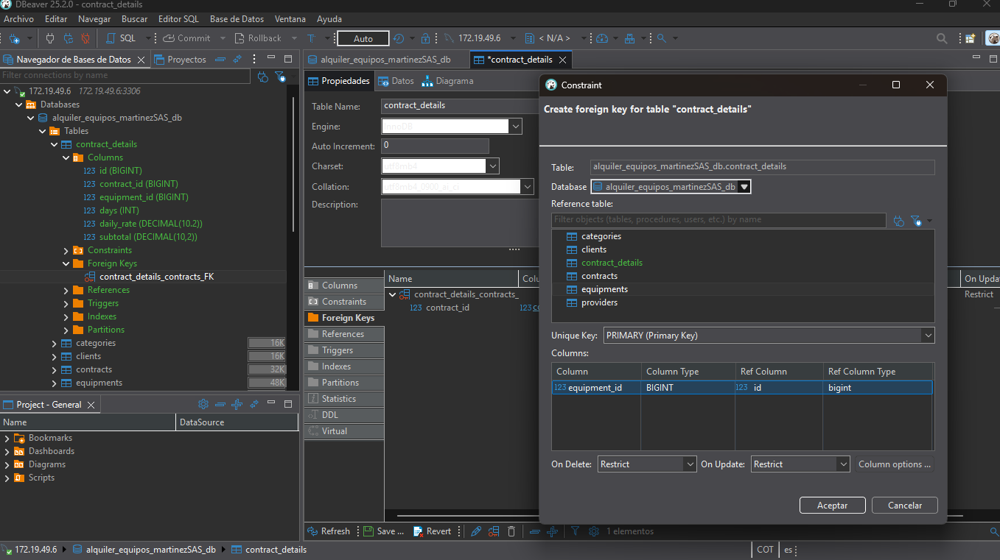 DBeaver 25.2.0 - contract_details
Archivo Editar Navegar Buscar Editor SQL Base de Datos Ventana Ayuda
SQL Commit Rollback T Auto 172.19.49.6 < N/A >
Navegador de Bases de Datos Proyectos
Filter connections by name
172.19.49.6 172.19.49.6:3306
Databases
alquiler_equipos_martinezSAS_db
Tables
contract_details
Columns
123 id (BIGINT)
123 contract_id (BIGINT)
123 equipment_id (BIGINT)
123 days (INT)
123 daily_rate (DECIMAL(10,2))
123 subtotal (DECIMAL(10,2))
Constraints
Foreign Keys
contract_details_contracts_FK
References
Triggers
Indexes
Partitions
categories 16K
clients 16K
contracts 32K
equipments 48K
Project - General
Name DataSource
Bookmarks
Dashboards
Diagrams
Scripts
alquiler_equipos_martinezSAS_db *contract_details
Propiedades Datos Diagrama
Table Name: contract_details
Engine: InnoDB
Auto Increment: 0
Charset: utf8mb4
Collation: utf8mb4_0900_ai_ci
Description:
Columns
Constraints
Foreign Keys
References
Triggers
Indexes
Partitions
Statistics
DDL
Virtual
Name Colu On Updat
contract_details_contracts_ Restrict
123 contract_id 123 co
Refresh Save ... Revert 1 elementos
Constraint
Create foreign key for table "contract_details"
Table: alquiler_equipos_martinezSAS_db.contract_details
Database alquiler_equipos_martinezSAS_db
Reference table:
Filter objects (tables, procedures, users, etc.) by name
categories
clients
contract_details
contracts
equipments
providers
Unique Key: PRIMARY (Primary Key)
Columns:
Column Column Type Ref Column Ref Column Type
123 equipment_id BIGINT 123 id bigint
On Delete: Restrict On Update: Restrict Column options ...
Aceptar Cancelar
172.19.49.6 alquiler_equipos_martinezSAS_db contract_details COT es